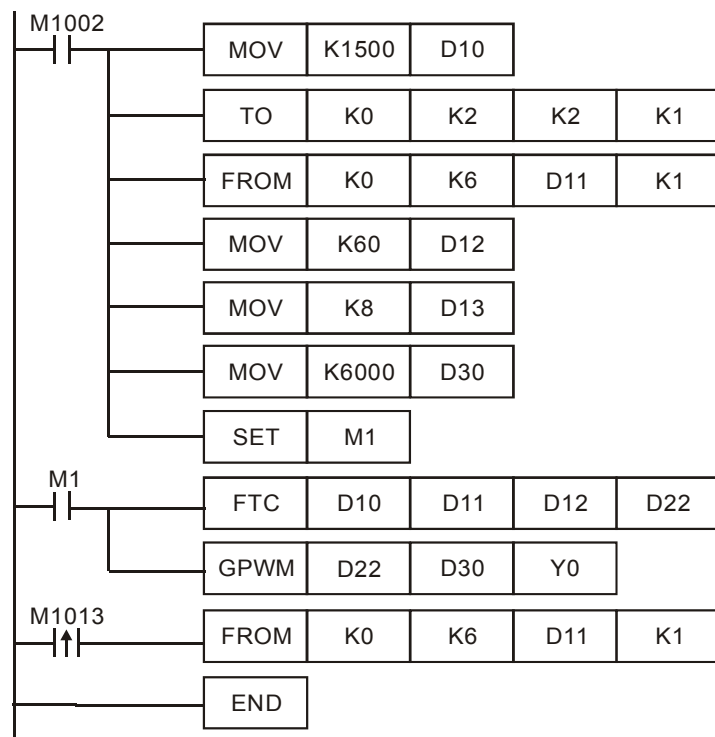 M1002
MOV K1500 D10
TO K0 K2 K2 K1
FROM K0 K6 D11 K1
MOV K60 D12
MOV K8 D13
MOV K6000 D30
SET M1
M1
FTC D10 D11 D12 D22
GPWM D22 D30 Y0
M1013
FROM K0 K6 D11 K1
END